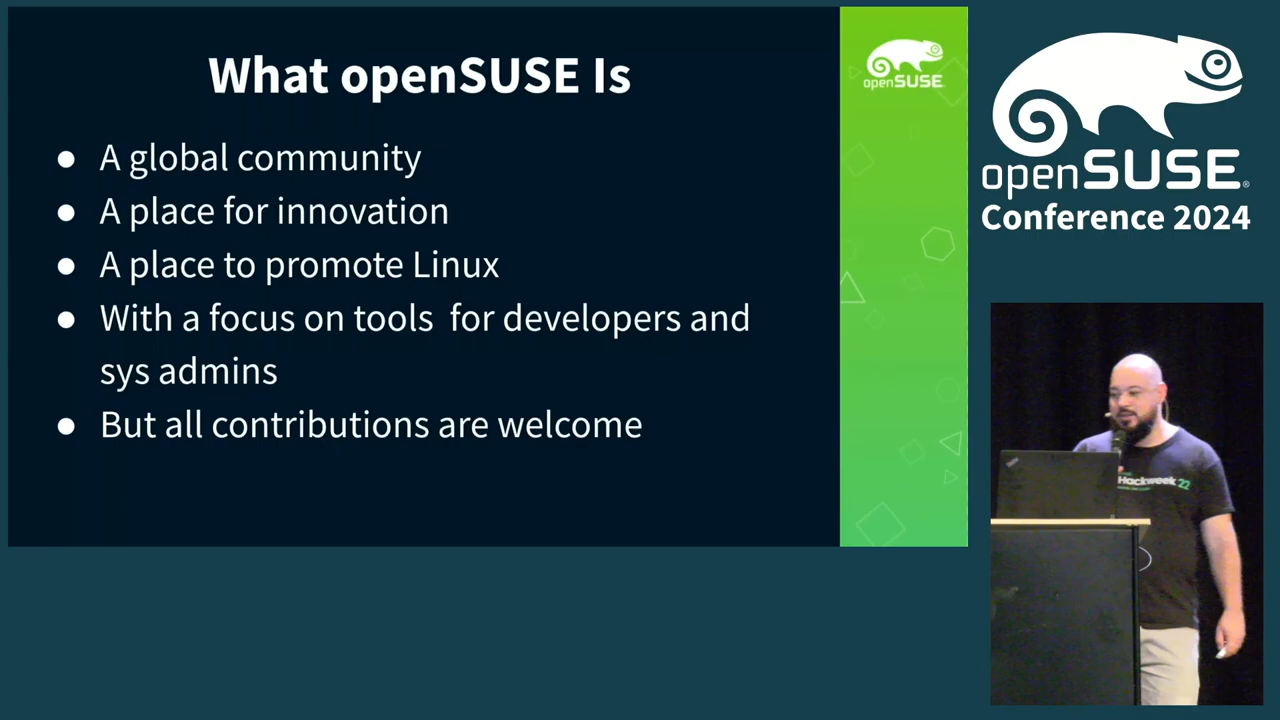 What openSUSE Is
● A global community
● A place for innovation
● A place to promote Linux
● With a focus on tools  for developers and
sys admins
● But all contributions are welcome
openSUSE
openSUSE®
Conference 2024
Hackweek 22